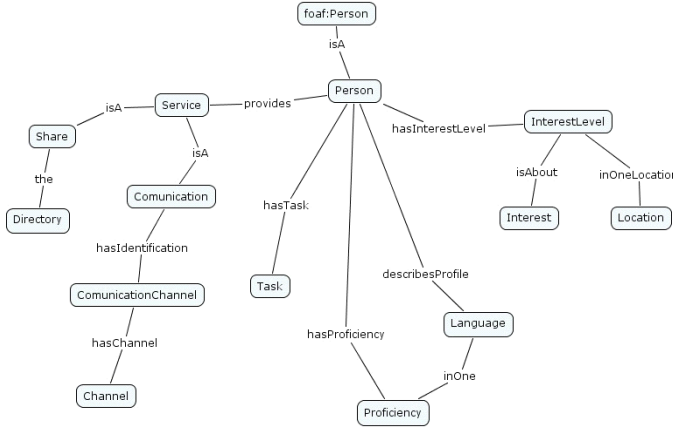 foaf:Person
isA
Person
Service
provides
isA
Share
hasInterestLevel
InterestLevel
isA
the
isAbout
inOneLocation
Comunication
hasTask
Directory
Interest
Location
hasIdentification
describesProfile
Task
ComunicationChannel
Language
hasProficiency
hasChannel
inOne
Channel
Proficiency